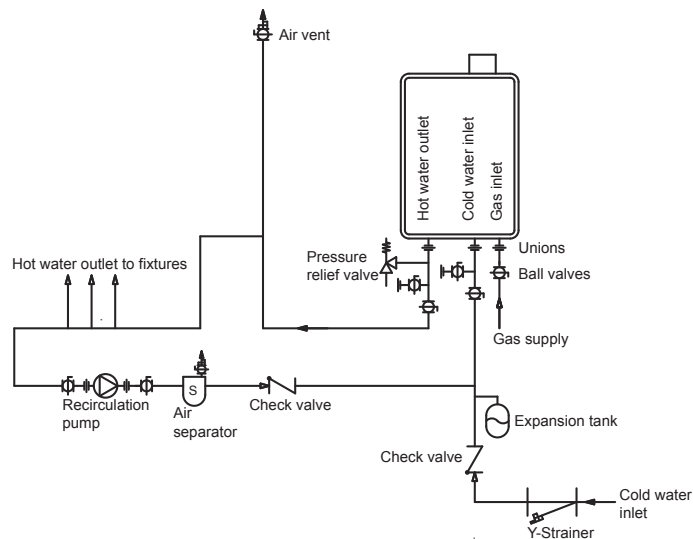 Air vent
Hot water outlet
Cold water inlet
Gas inlet
Pressure
relief valve
Unions
Ball valves
Hot water outlet to fixtures
Gas supply
Recirculation
pump
S
Air
separator
Check valve
Expansion tank
Check valve
Cold water
inlet
Y-Strainer